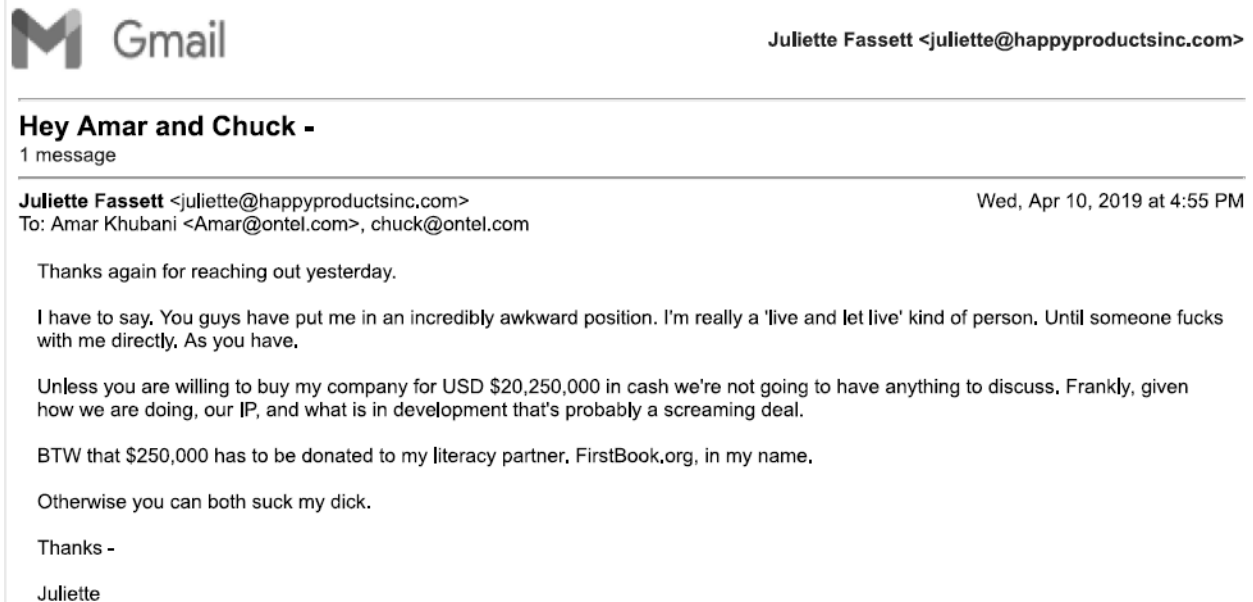 Gmail
Juliette Fassett <juliette@happyproductsinc.com>
Hey Amar and Chuck -
1 message
Juliette Fassett <juliette@happyproductsinc.com>
Wed, Apr 10, 2019 at 4:55 PM
To: Amar Khubani <Amar@ontel.com>, chuck@ontel.com
Thanks again for reaching out yesterday.
I have to say. You guys have put me in an incredibly awkward position. I'm really a 'live and let live' kind of person. Until someone fucks
with me directly. As you have.
Unless you are willing to buy my company for USD $20,250,000 in cash we're not going to have anything to discuss. Frankly, given
how we are doing, our IP, and what is in development that's probably a screaming deal.
BTW that $250,000 has to be donated to my literacy partner. FirstBook.org, in my name.
Otherwise you can both suck my dick.
Thanks -
Juliette